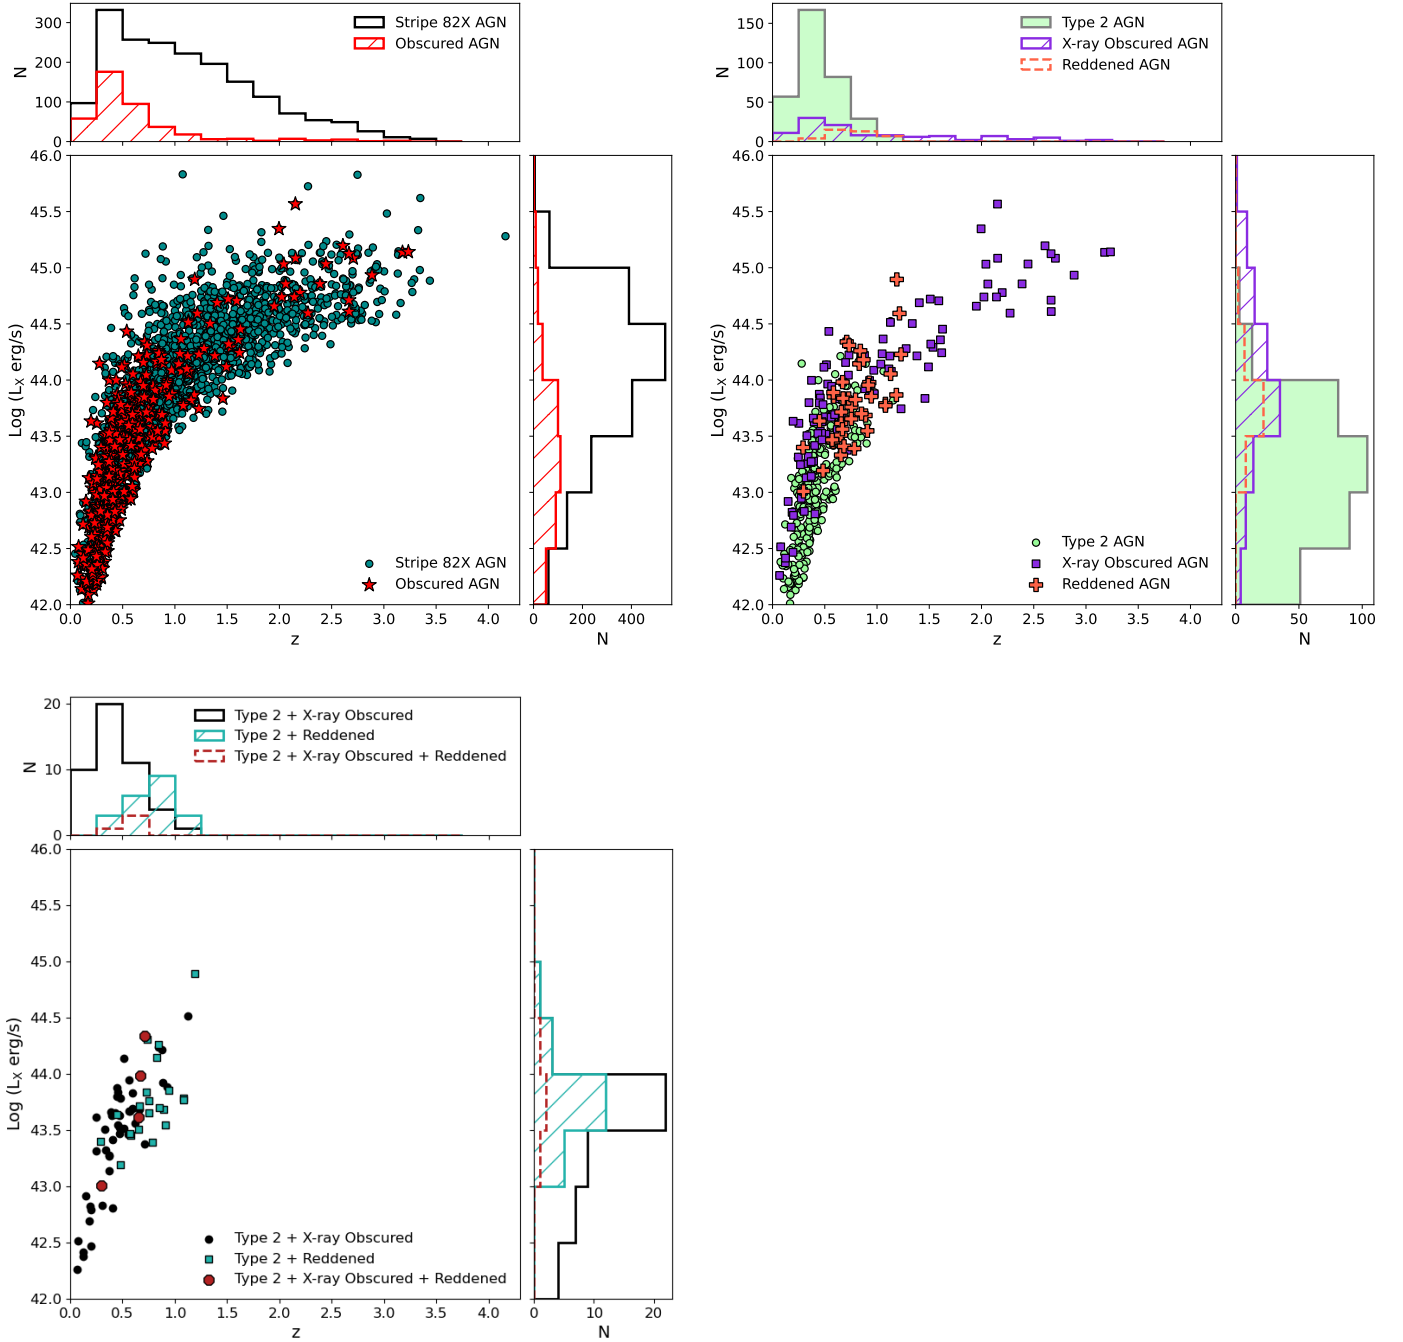 300
200
100
0
N
Stripe 82X AGN
Obscured AGN
46.0
45.5
45.0
44.5
44.0
43.5
43.0
42.5
42.0
Log (LX erg/s)
Stripe 82X AGN
Obscured AGN
0.0 0.5 1.0 1.5 2.0 2.5 3.0 3.5 4.0
z
0 200 400
N
150
100
50
0
N
Type 2 AGN
X-ray Obscured AGN
Reddened AGN
46.0
45.5
45.0
44.5
44.0
43.5
43.0
42.5
42.0
Log (LX erg/s)
Type 2 AGN
X-ray Obscured AGN
Reddened AGN
0.0 0.5 1.0 1.5 2.0 2.5 3.0 3.5 4.0
z
0 50 100
N
20
10
0
N
Type 2 + X-ray Obscured
Type 2 + Reddened
Type 2 + X-ray Obscured + Reddened
46.0
45.5
45.0
44.5
44.0
43.5
43.0
42.5
42.0
Log (LX erg/s)
Type 2 + X-ray Obscured
Type 2 + Reddened
Type 2 + X-ray Obscured + Reddened
0.0 0.5 1.0 1.5 2.0 2.5 3.0 3.5 4.0
z
0 10 20
N